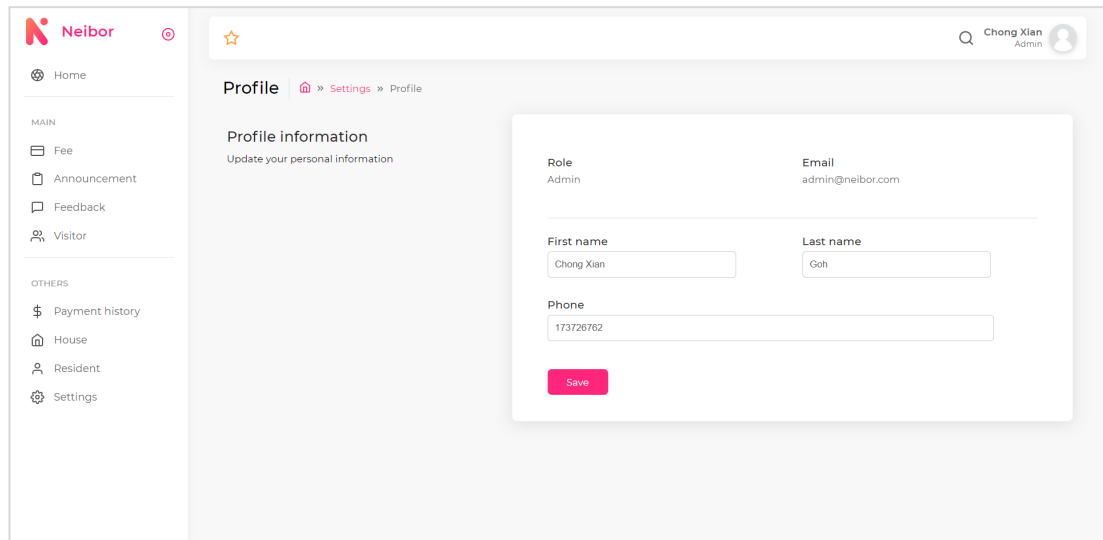 Neibor
Chong Xian
Admin
Home
Profile » Settings » Profile
MAIN
Profile information
Update your personal information
Fee
Announcement
Feedback
Visitor
Role
Email
Admin
admin@neibor.com
First name
Last name
Chong Xian
Goh
OTHERS
Payment history
House
Resident
Settings
Phone
173726762
Save